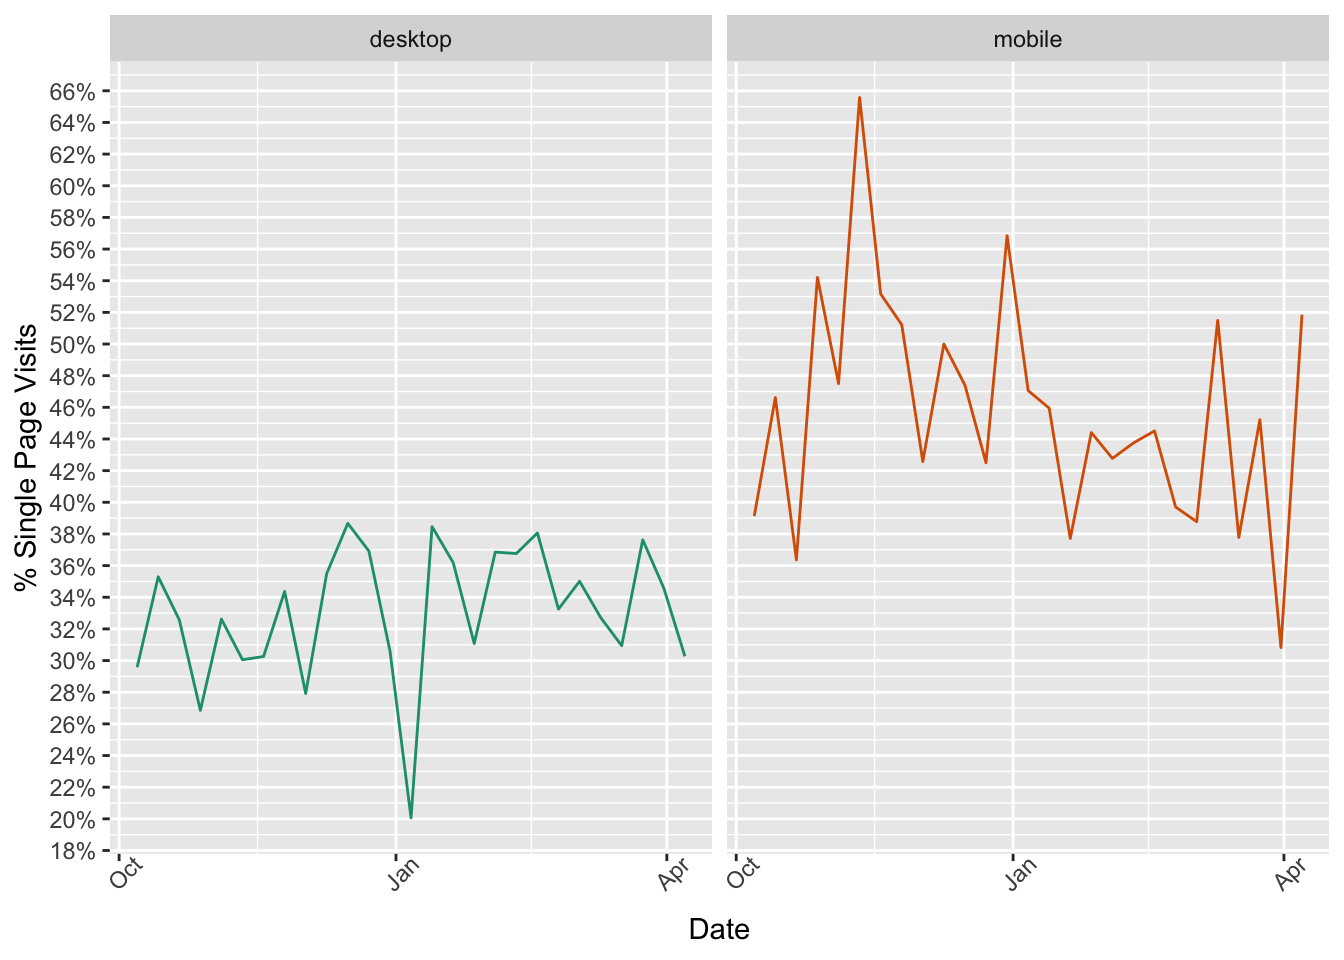 desktop
mobile
66%
64%
62%
60%
58%
56%
54%
52%
50%
48%
46%
44%
42%
40%
38%
36%
34%
32%
30%
28%
26%
24%
22%
20%
18%
% Single Page Visits
Oct
Jan
Apr
Oct
Jan
Apr
Date